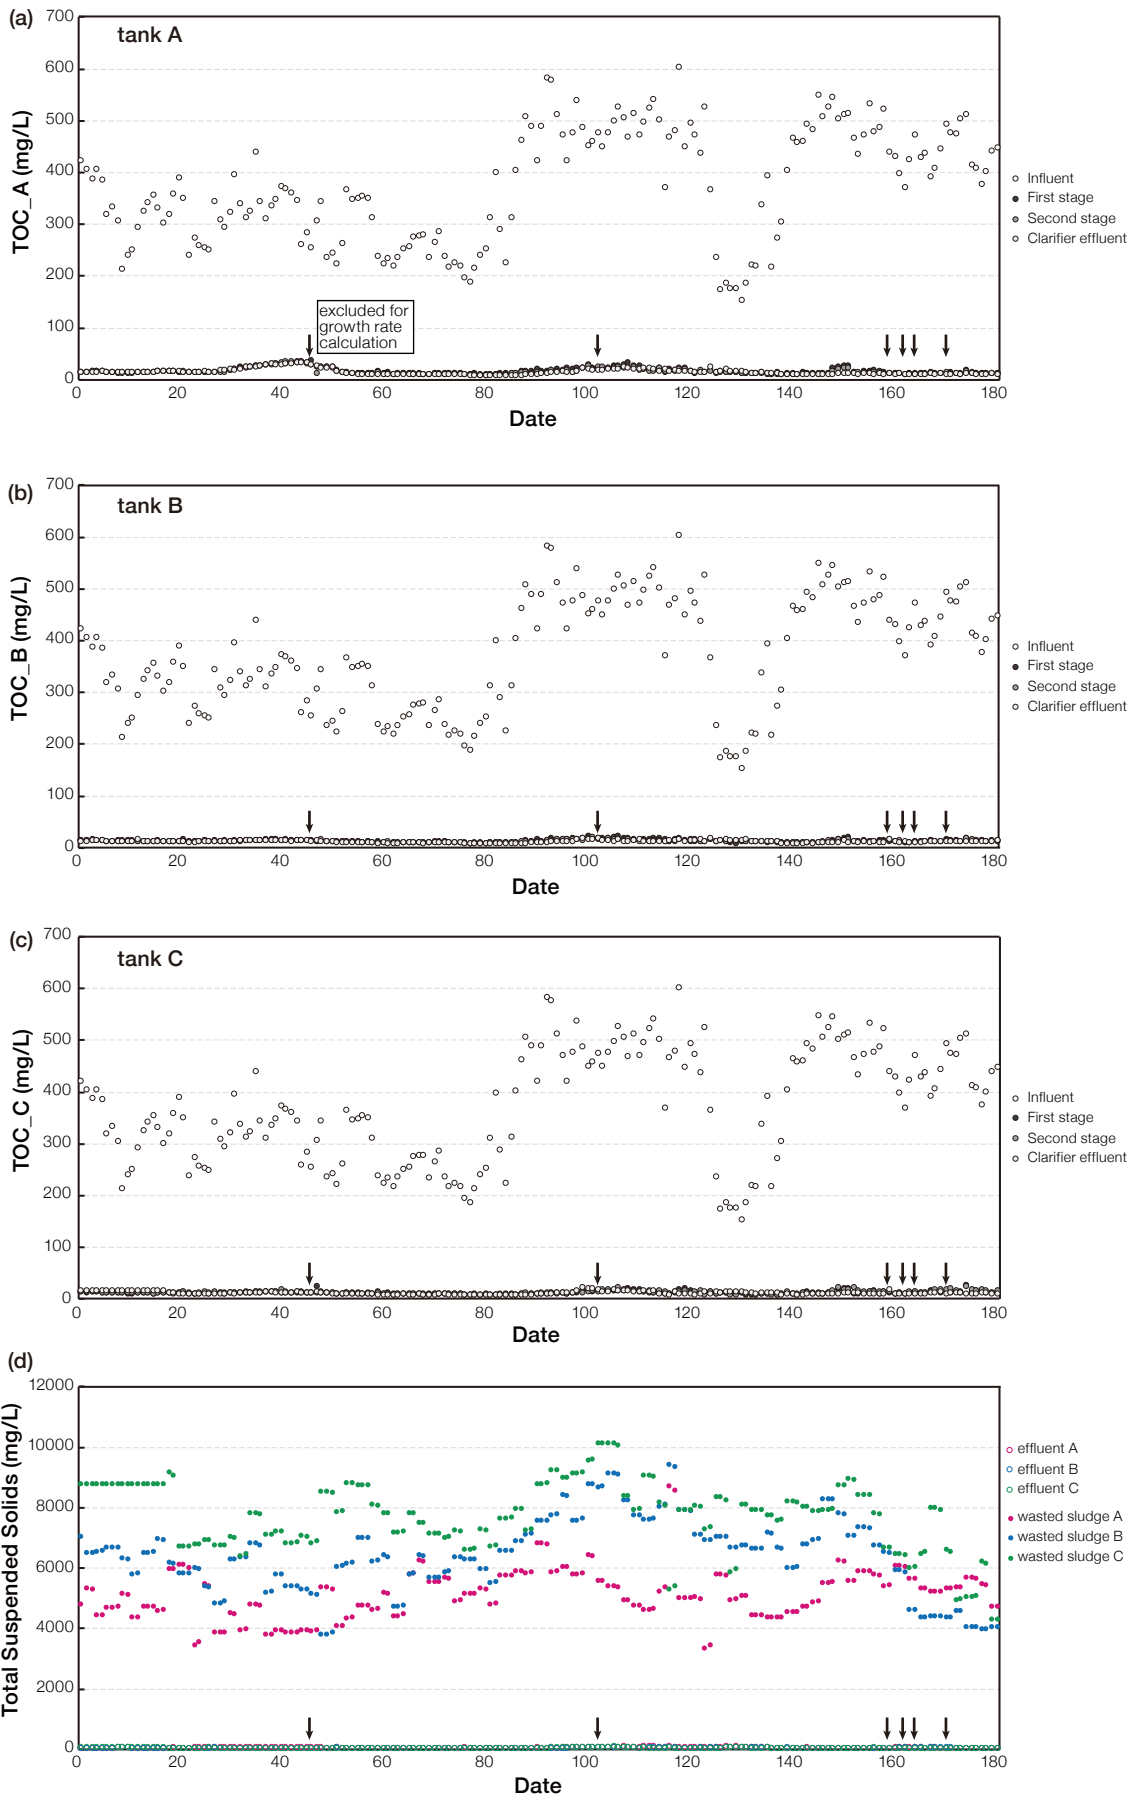 (a)
tank A
700
600
500
400
300
200
100
0
TOC_A (mg/L)
excluded for
growth rate
calculation
Influent
First stage
Second stage
Clarifier effluent
0 20 40 60 80 100 120 140 160 180
Date
(b)
tank B
700
600
500
400
300
200
100
0
TOC_B (mg/L)
Influent
First stage
Second stage
Clarifier effluent
0 20 40 60 80 100 120 140 160 180
Date
(c)
tank C
700
600
500
400
300
200
100
0
TOC_C (mg/L)
Influent
First stage
Second stage
Clarifier effluent
0 20 40 60 80 100 120 140 160 180
Date
(d)
12000
10000
8000
6000
4000
2000
0
Total Suspended Solids (mg/L)
effluent A
effluent B
effluent C
wasted sludge A
wasted sludge B
wasted sludge C
0 20 40 60 80 100 120 140 160 180
Date